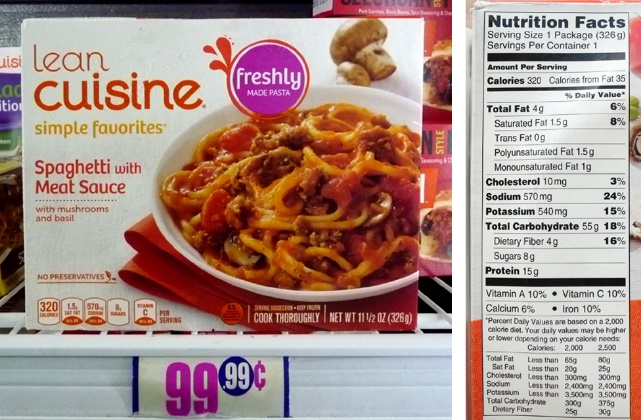 lean
cuisine
simple favorites
freshly
MADE PASTA
Spaghetti with
Meat Sauce
with mushrooms
and basil
NO PRESERVATIVES
320
CALORIES
1.5g
SAT FAT
570mg
SODIUM
8g
SUGARS
VITAMIN
C
PER
SERVING
SERVING SUGGESTION • KEEP FROZEN
COOK THOROUGHLY
NET WT 11 1/2 OZ (326g)
STYLE
99 .99¢
Nutrition Facts
Serving Size 1 Package (326g)
Servings Per Container 1
Amount Per Serving
Calories 320 Calories from Fat 35
% Daily Value*
Total Fat 4g 6%
Saturated Fat 1.5g 8%
Trans Fat 0g
Polyunsaturated Fat 1.5g
Monounsaturated Fat 1g
Cholesterol 10mg 3%
Sodium 570mg 24%
Potassium 540mg 15%
Total Carbohydrate 55g 18%
Dietary Fiber 4g 16%
Sugars 8g
Protein 15g
Vitamin A 10% • Vitamin C 10%
Calcium 6% • Iron 10%
*Percent Daily Values are based on a 2,000
calorie diet. Your daily values may be higher
or lower depending on your calorie needs:
Calories: 2,000 2,500
Total Fat Less than 65g 80g
Sat Fat Less than 20g 25g
Cholesterol Less than 300mg 300mg
Sodium Less than 2,400mg 2,400mg
Potassium 3,500mg 3,500mg
Total Carbohydrate 300g 375g
Dietary Fiber 25g 30g